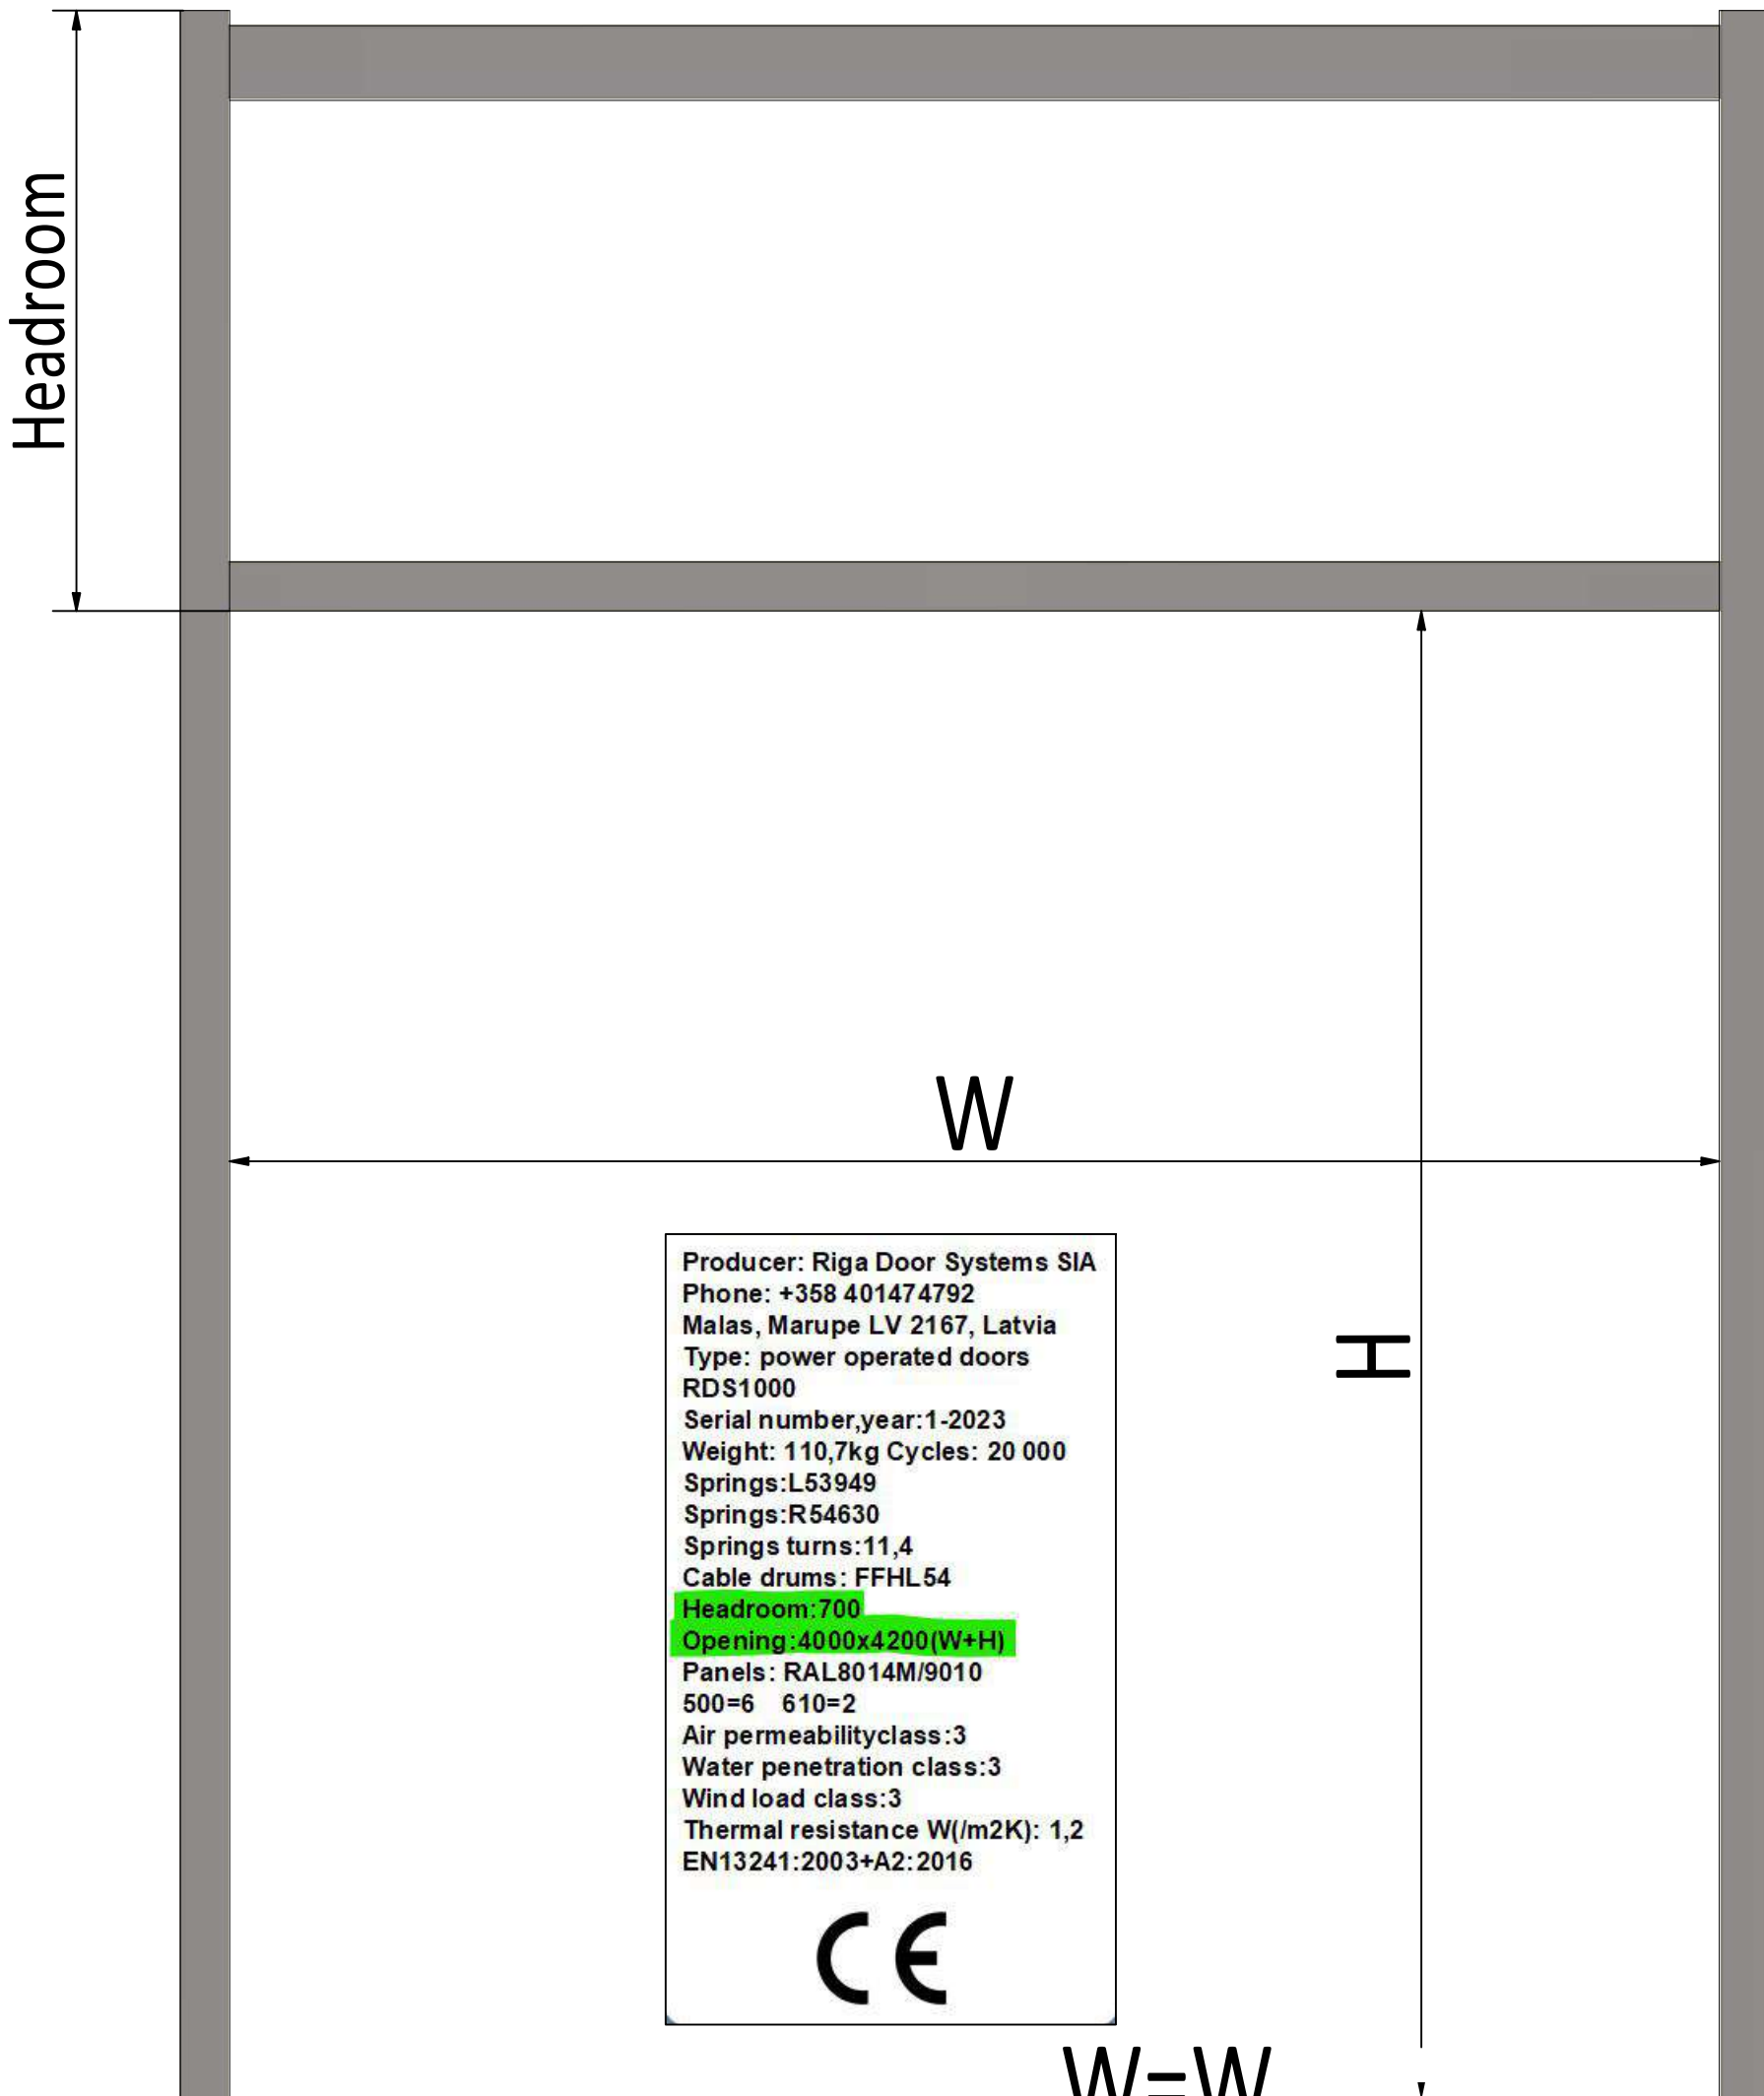 Headroom
W
H
Producer: Riga Door Systems SIA
Phone: +358 401474792
Malas, Marupe LV 2167, Latvia
Type: power operated doors
RDS1000
Serial number,year:1-2023
Weight: 110,7kg Cycles: 20 000
Springs:L53949
Springs:R54630
Springs turns:11,4
Cable drums: FFHL54
Headroom:700
Opening:4000x4200(W+H)
Panels: RAL8014M/9010
500=6 610=2
Air permeabilityclass:3
Water penetration class:3
Wind load class:3
Thermal resistance W(/m2K): 1,2
EN13241:2003+A2:2016
CE
W=W